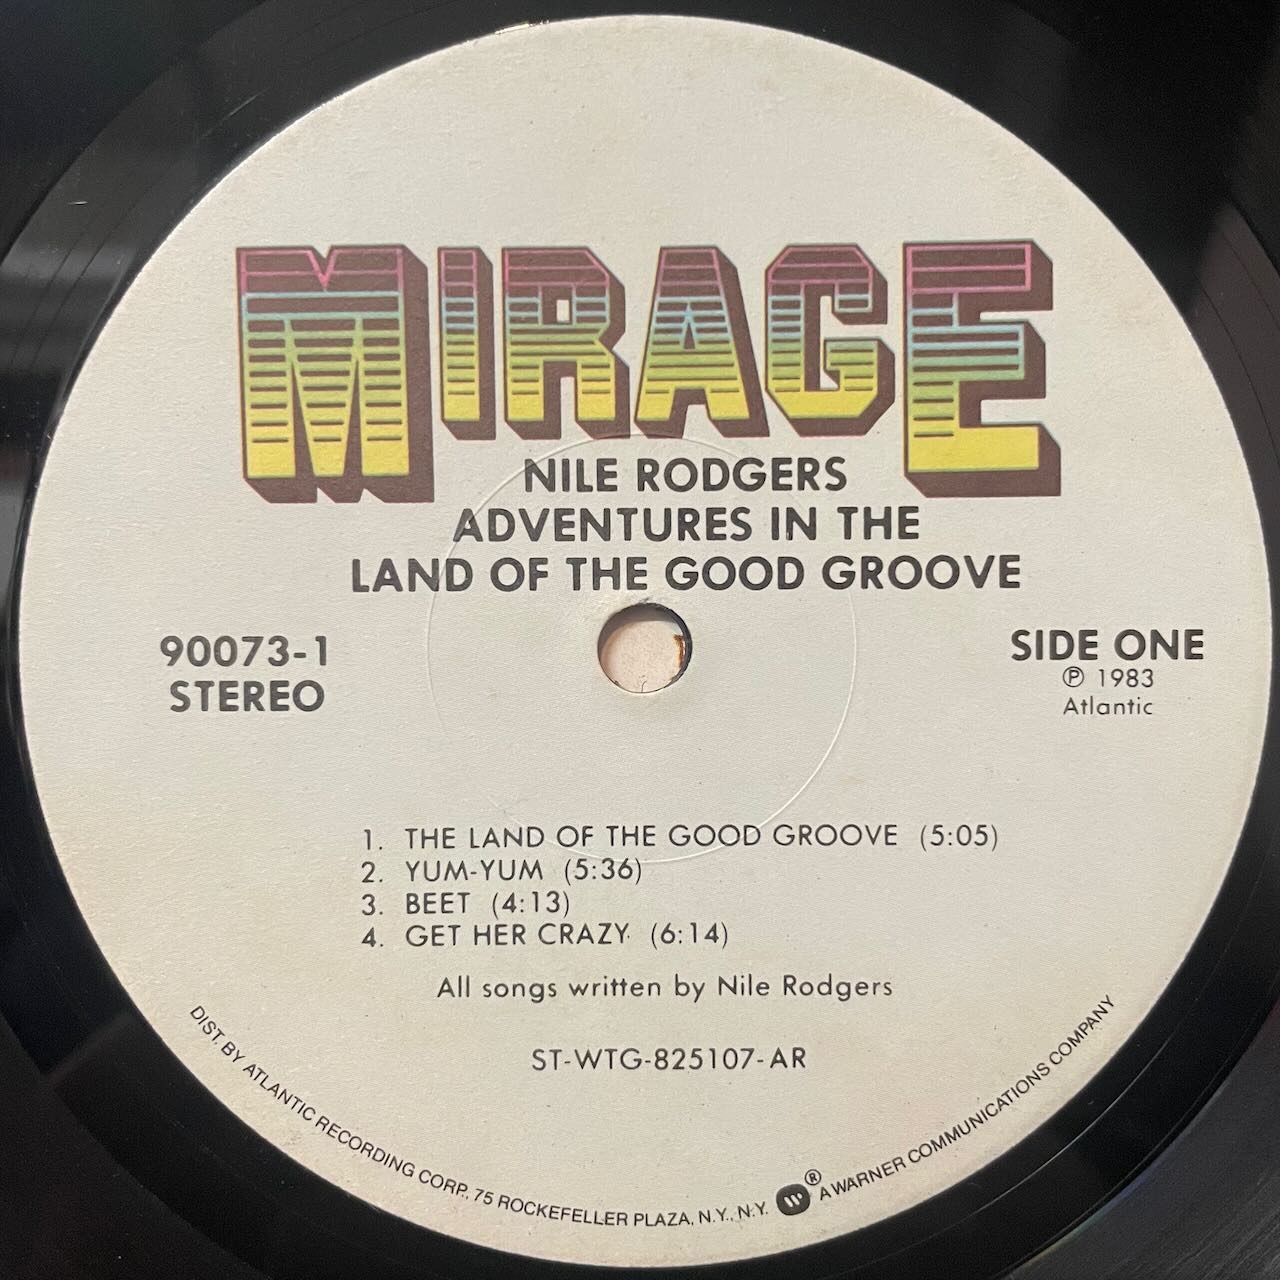 MIRAGE
NILE RODGERS
ADVENTURES IN THE
LAND OF THE GOOD GROOVE
90073-1
STEREO
SIDE ONE
℗ 1983
Atlantic
1. THE LAND OF THE GOOD GROOVE (5:05)
2. YUM-YUM (5:36)
3. BEET (4:13)
4. GET HER CRAZY (6:14)
All songs written by Nile Rodgers
ST-WTG-825107-AR
DIST. BY ATLANTIC RECORDING CORP., 75 ROCKEFELLER PLAZA, N.Y., N.Y. W ® A WARNER COMMUNICATIONS COMPANY